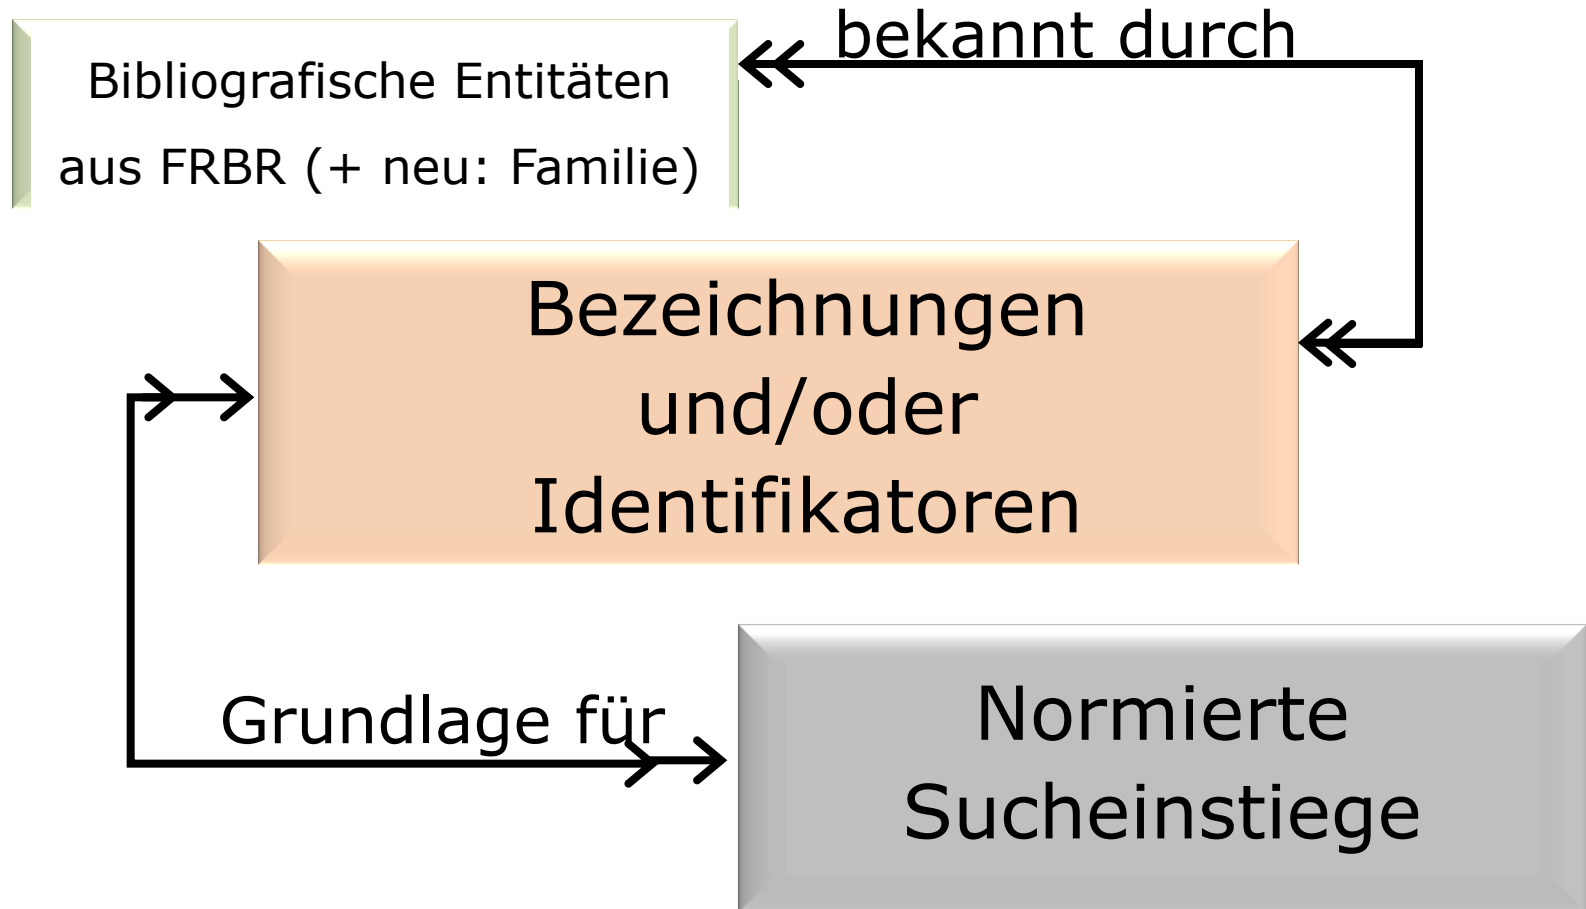 bekannt durch
Bibliografische Entitäten
aus FRBR (+ neu: Familie)
Bezeichnungen
und/oder
Identifikatoren
Grundlage für
Normierte
Sucheinstiege